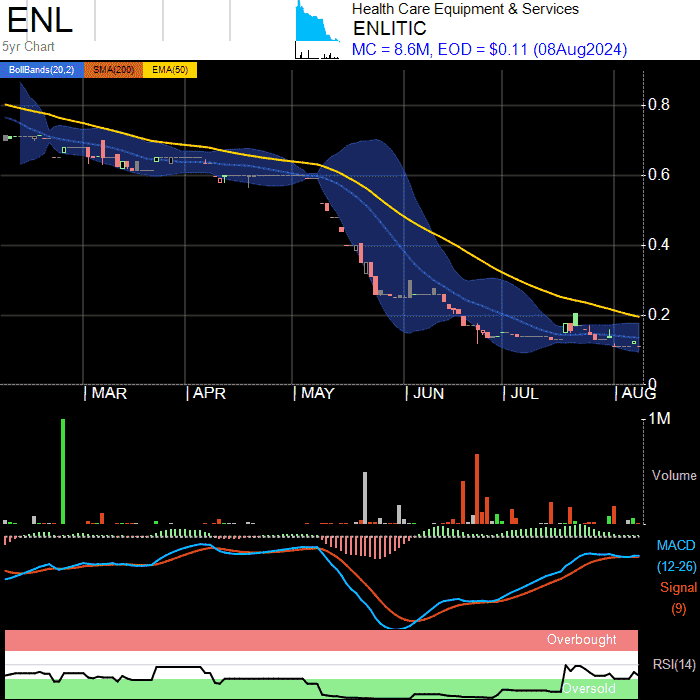 ENL
5yr Chart
Health Care Equipment & Services
ENLITIC
MC = 8.6M, EOD = $0.11 (08Aug2024)
BollBands(20,2) SMA(200) EMA(50)
0.8
0.6
0.4
0.2
0
| MAR | APR | MAY | JUN | JUL | AUG
1M
Volume
MACD
(12-26)
Signal
(9)
Overbought
RSI(14)
Oversold